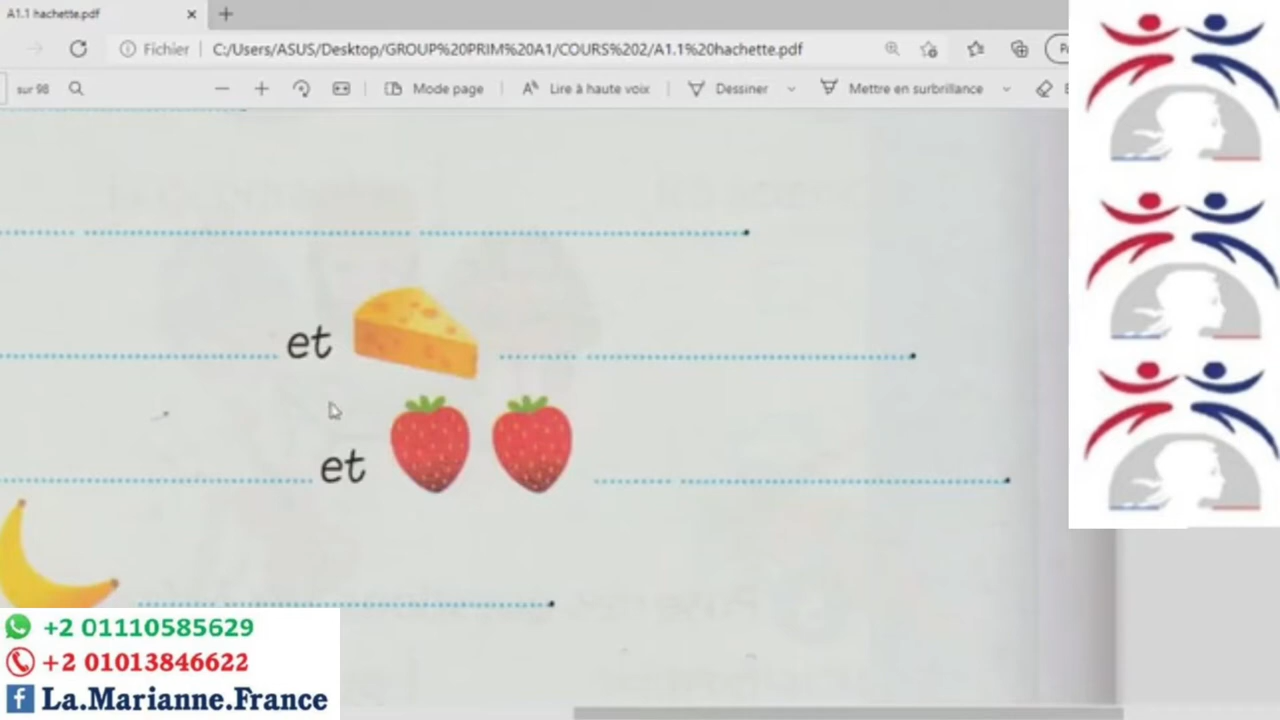 A1.1 hachette.pdf
Fichier C:/Users/ASUS/Desktop/GROUP%20PRIM%20A1/COURS%202/A1.1%20hachette.pdf
sur 98 Mode page Lire à haute voix Dessiner Mettre en surbrillance
et
et
+2 01110585629
+2 01013846622
La.Marianne.France